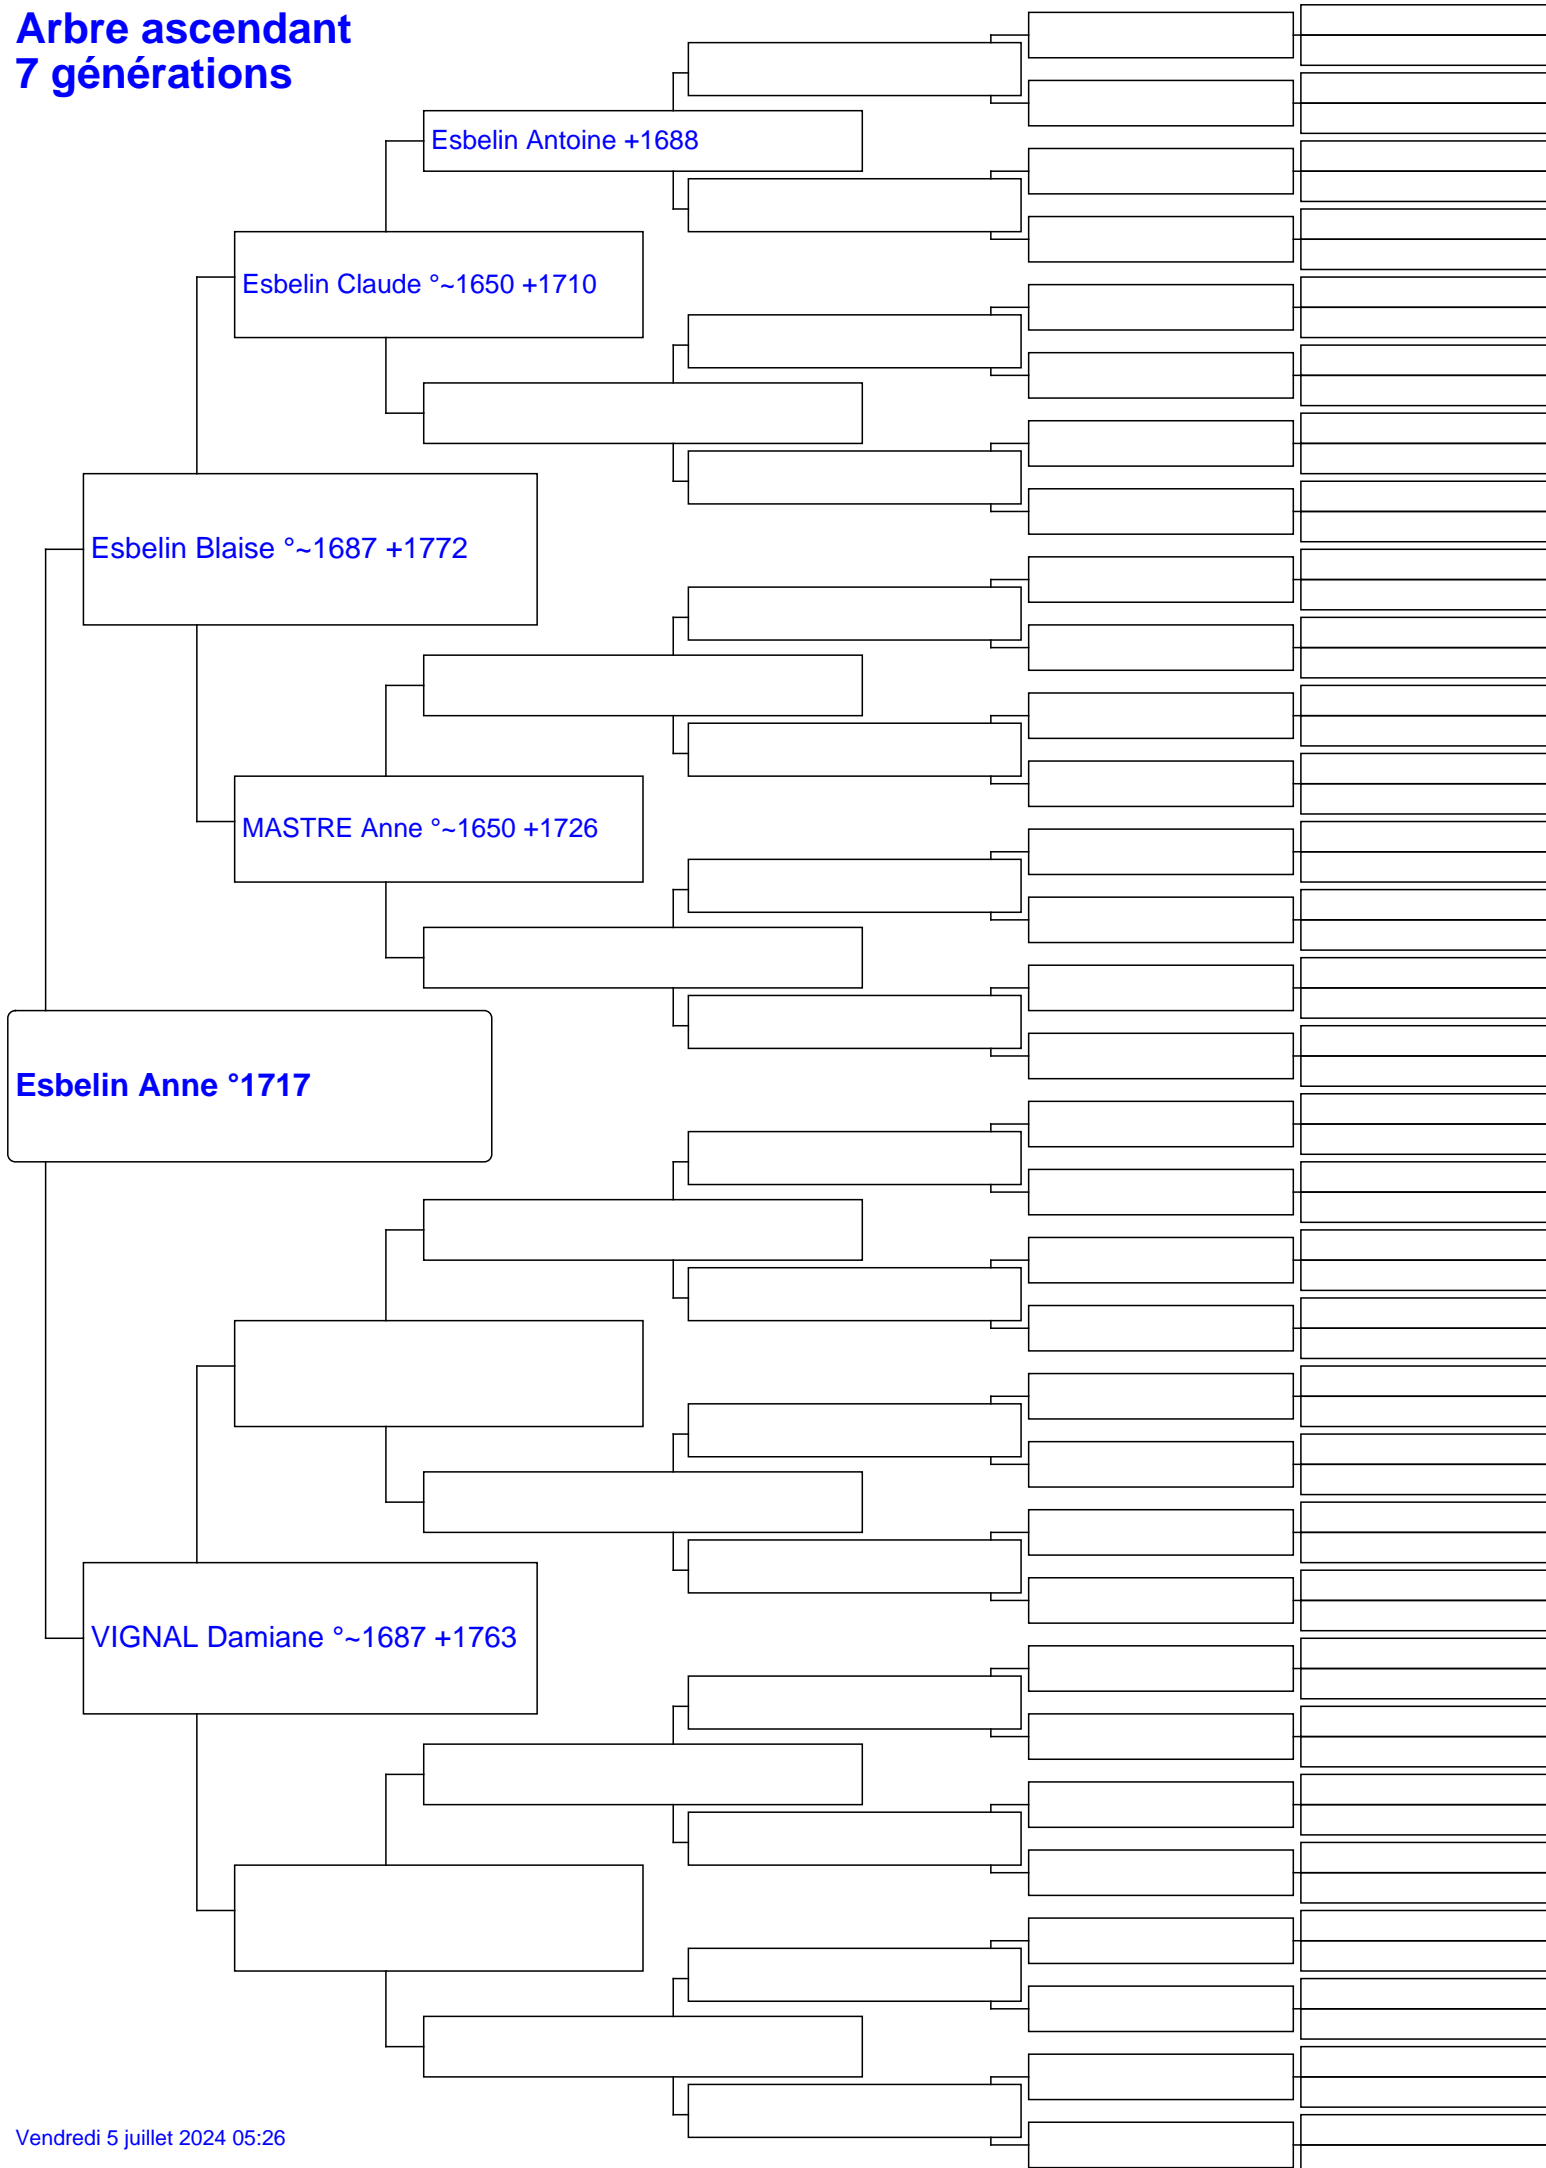 Arbre ascendant
7 générations
Esbelin Antoine +1688
Esbelin Claude °~1650 +1710
Esbelin Blaise °~1687 +1772
MASTRE Anne °~1650 +1726
Esbelin Anne °1717
VIGNAL Damiane °~1687 +1763
Vendredi 5 juillet 2024 05:26